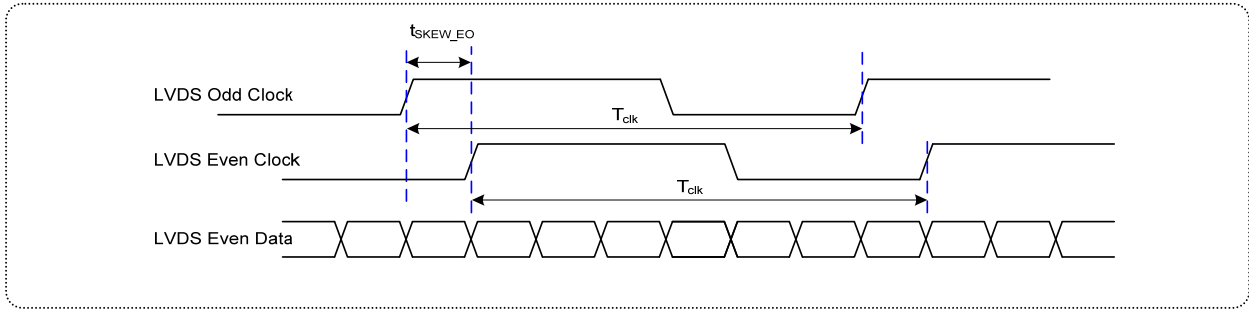 tSKEW_EO
LVDS Odd Clock
Tclk
LVDS Even Clock
Tclk
LVDS Even Data